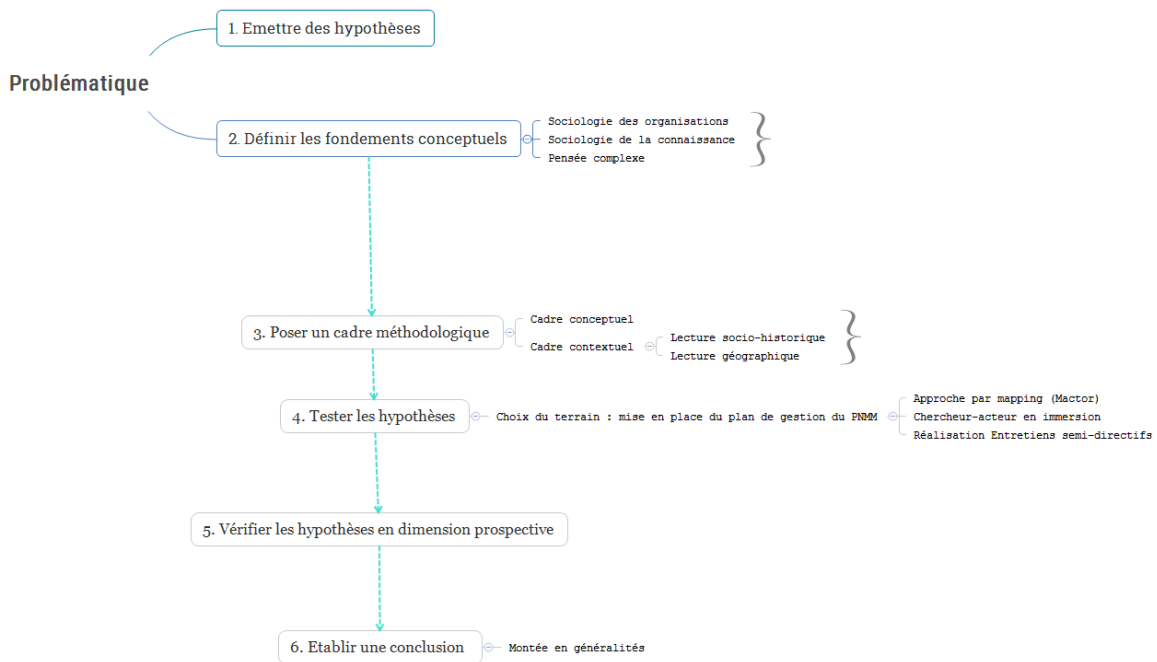 1. Emettre des hypothèses
Problématique
2. Définir les fondements conceptuels
Sociologie des organisations
Sociologie de la connaissance
Pensée complexe
3. Poser un cadre méthodologique
Cadre conceptuel
Cadre contextuel
Lecture socio-historique
Lecture géographique
4. Tester les hypothèses
Choix du terrain : mise en place du plan de gestion du PNMM
Approche par mapping (Mactor)
Chercheur-acteur en immersion
Réalisation Entretiens semi-directifs
5. Vérifier les hypothèses en dimension prospective
6. Etablir une conclusion
Montée en généralités